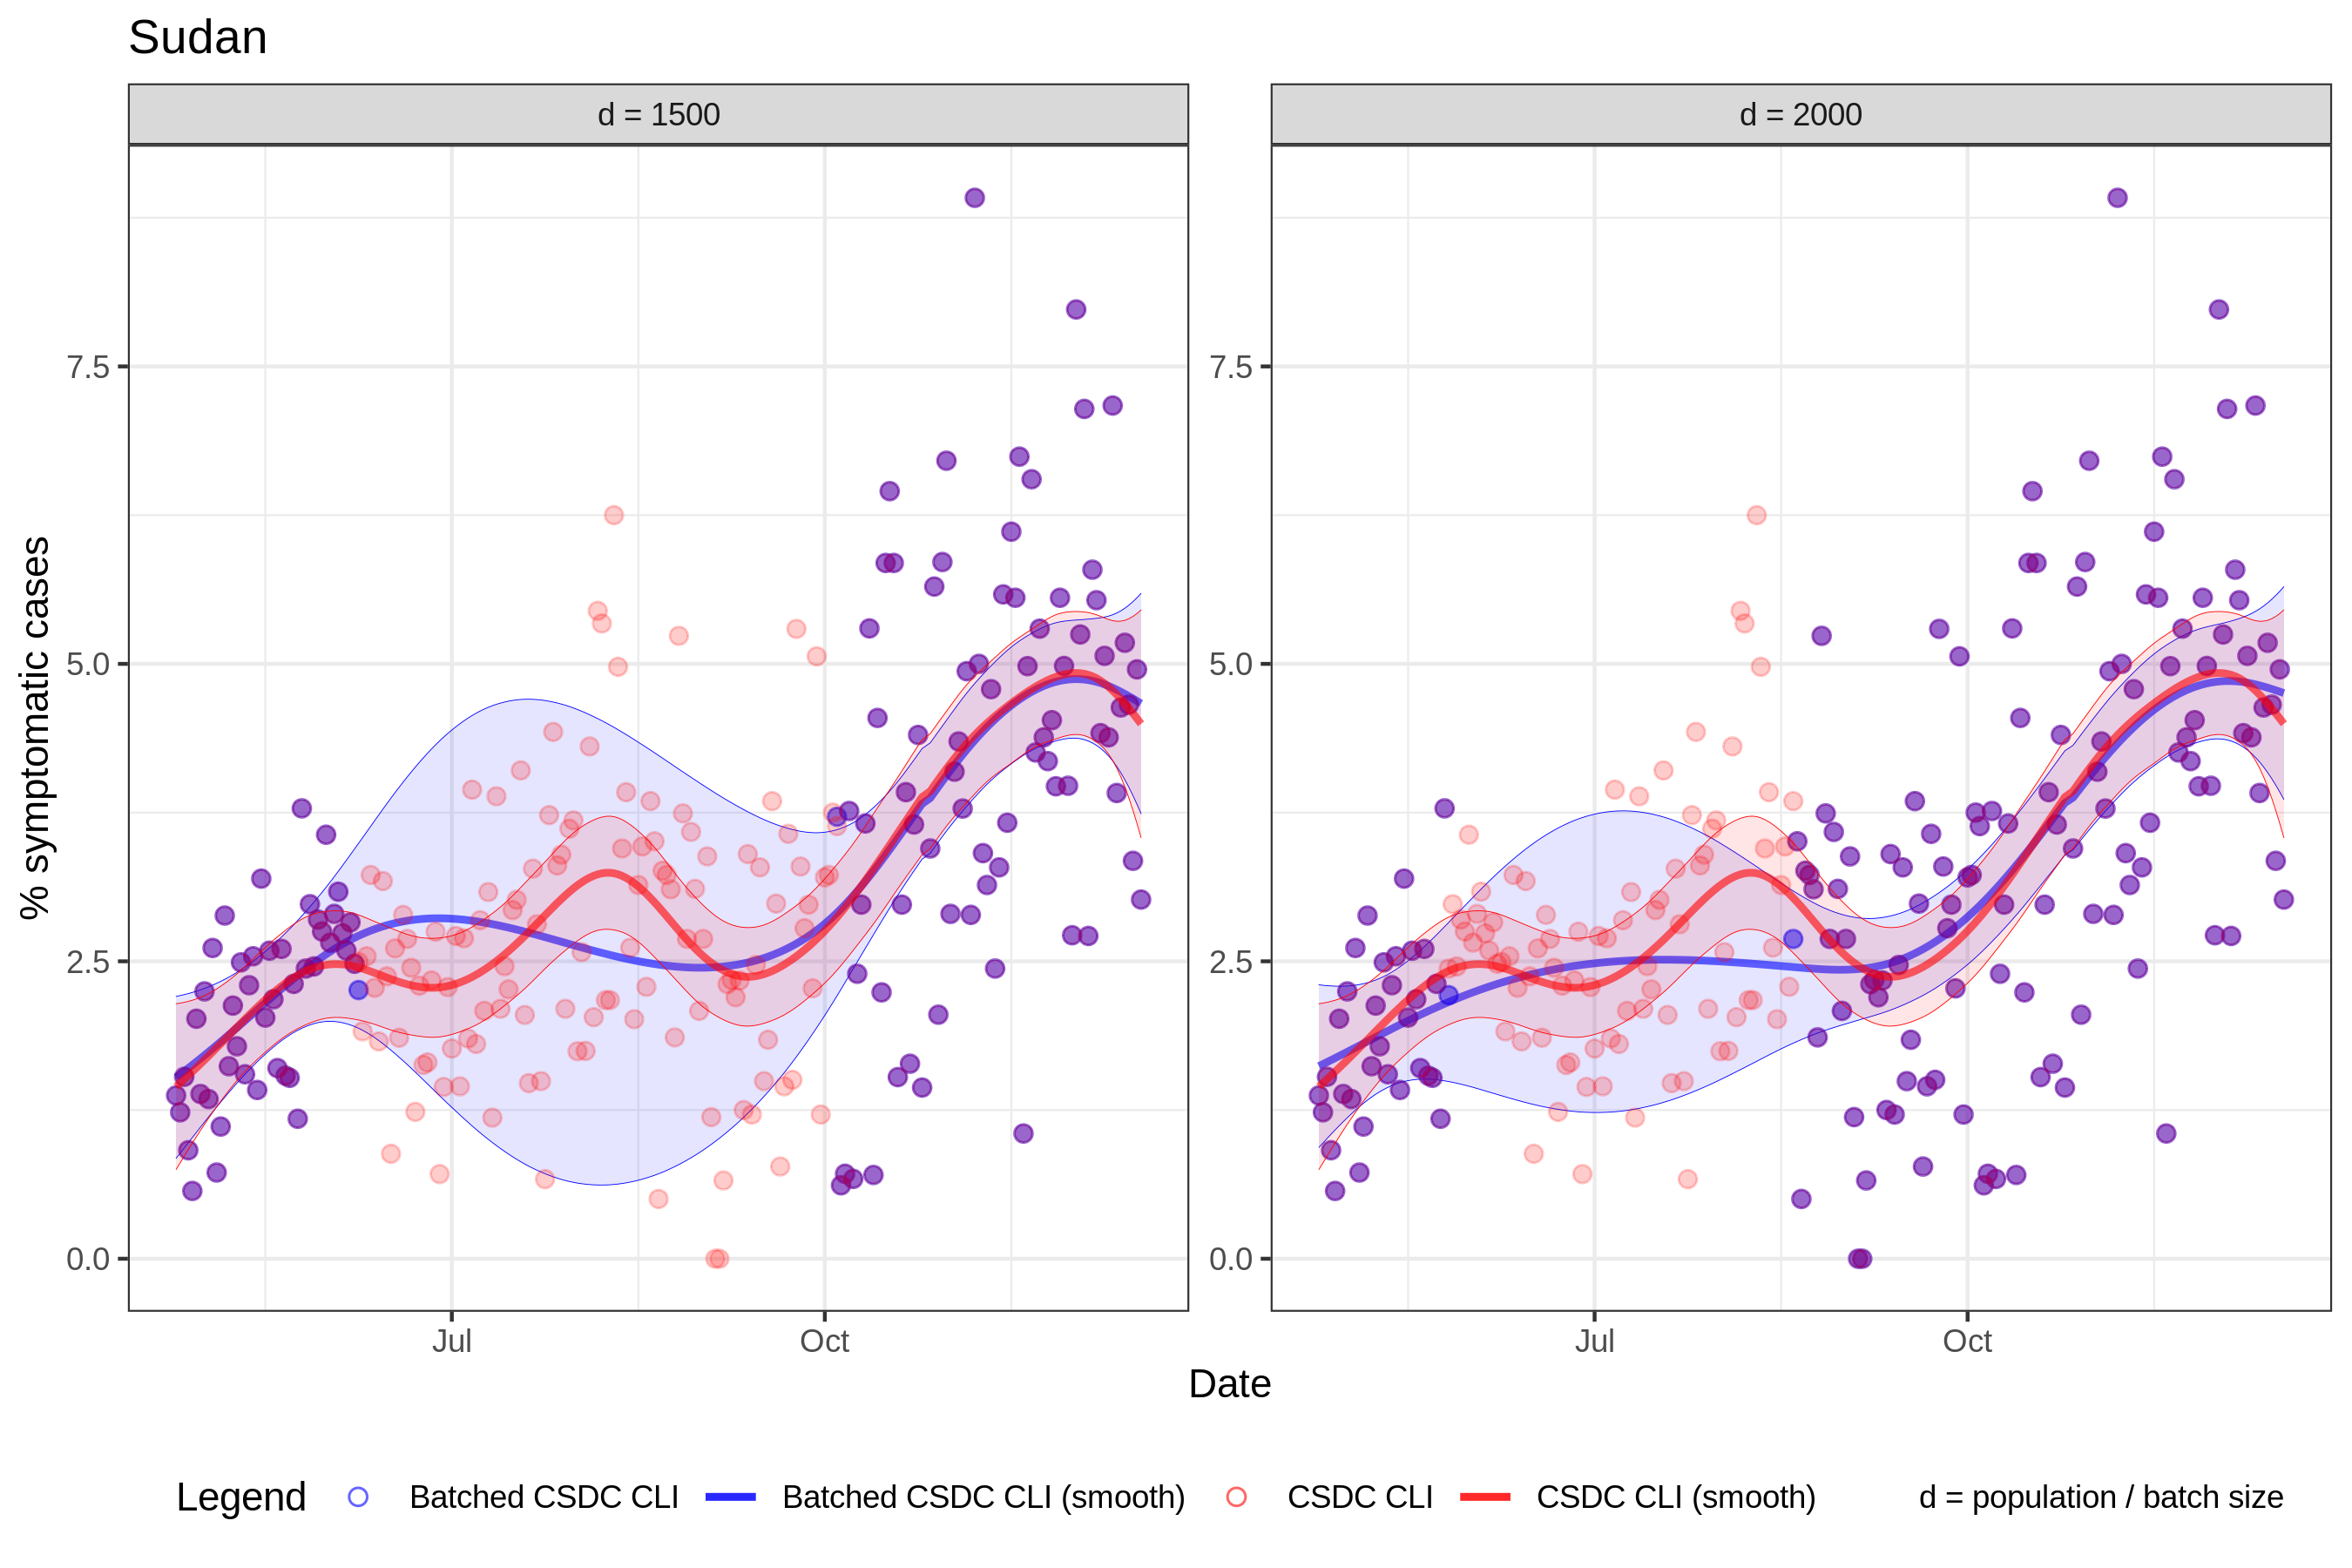 Sudan
d = 1500
d = 2000
% symptomatic cases
7.5
5.0
2.5
0.0
7.5
5.0
2.5
0.0
Jul
Oct
Jul
Oct
Date
Legend
Batched CSDC CLI
Batched CSDC CLI (smooth)
CSDC CLI
CSDC CLI (smooth)
d = population / batch size